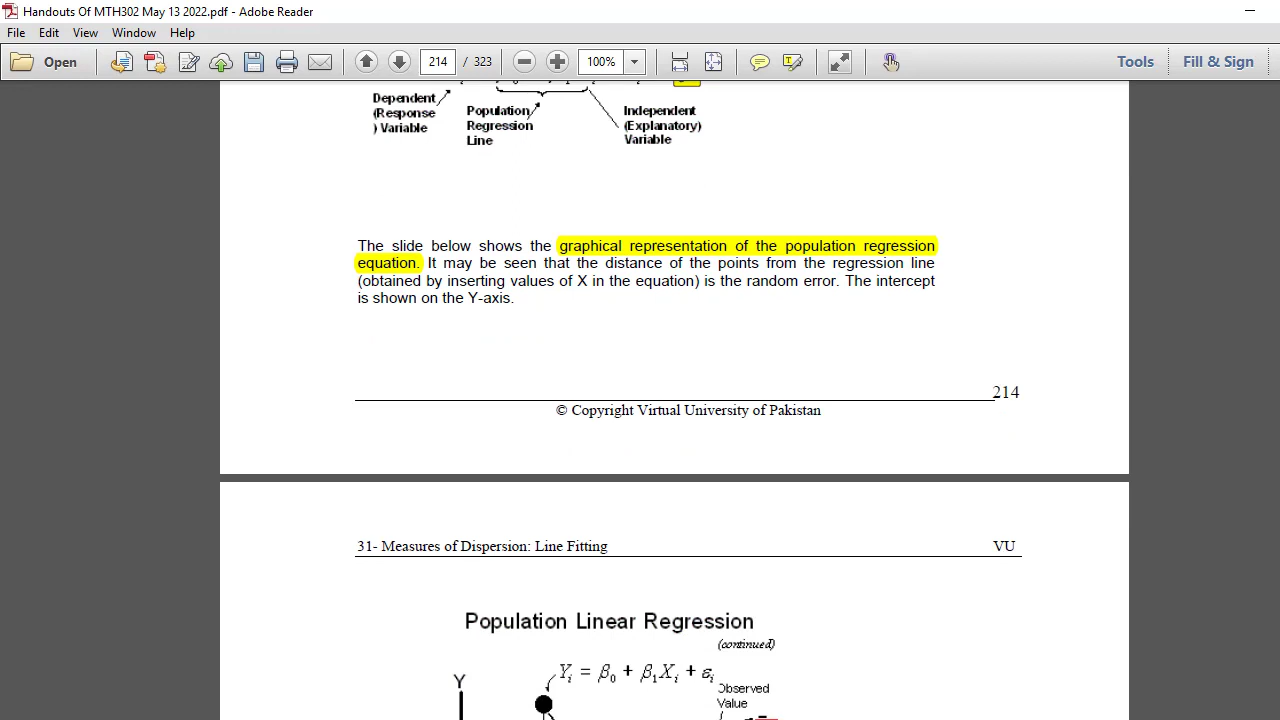 Handouts Of MTH302 May 13 2022.pdf - Adobe Reader
File Edit View Window Help
Open 214 / 323 100% Tools Fill & Sign
Dependent
(Response
) Variable
Population
Regression
Line
Independent
(Explanatory)
Variable
The slide below shows the graphical representation of the population regression
equation. It may be seen that the distance of the points from the regression line
(obtained by inserting values of X in the equation) is the random error. The intercept
is shown on the Y-axis.
214
© Copyright Virtual University of Pakistan
31- Measures of Dispersion: Line Fitting VU
Population Linear Regression
(continued)
Yᵢ = β₀ + β₁Xᵢ + εᵢ
Y
Observed
Value